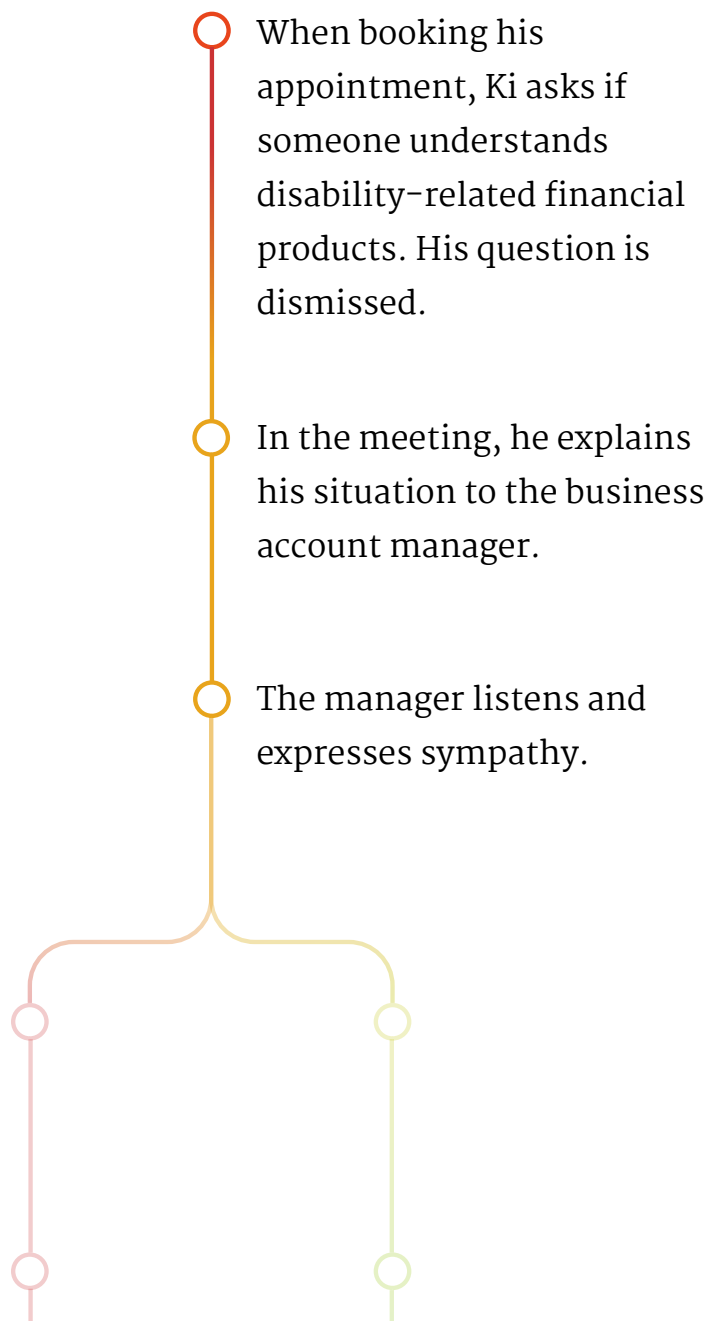 When booking his
appointment, Ki asks if
someone understands
disability-related financial
products. His question is
dismissed.
In the meeting, he explains
his situation to the business
account manager.
The manager listens and
expresses sympathy.